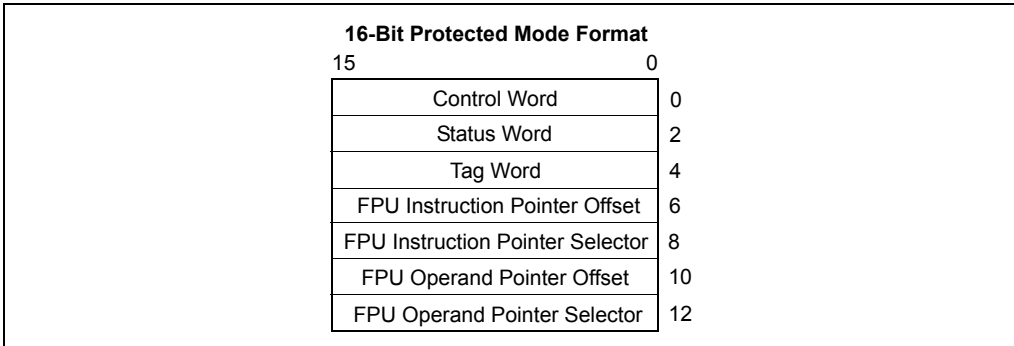 16-Bit Protected Mode Format
15 0
Control Word 0
Status Word 2
Tag Word 4
FPU Instruction Pointer Offset 6
FPU Instruction Pointer Selector 8
FPU Operand Pointer Offset 10
FPU Operand Pointer Selector 12